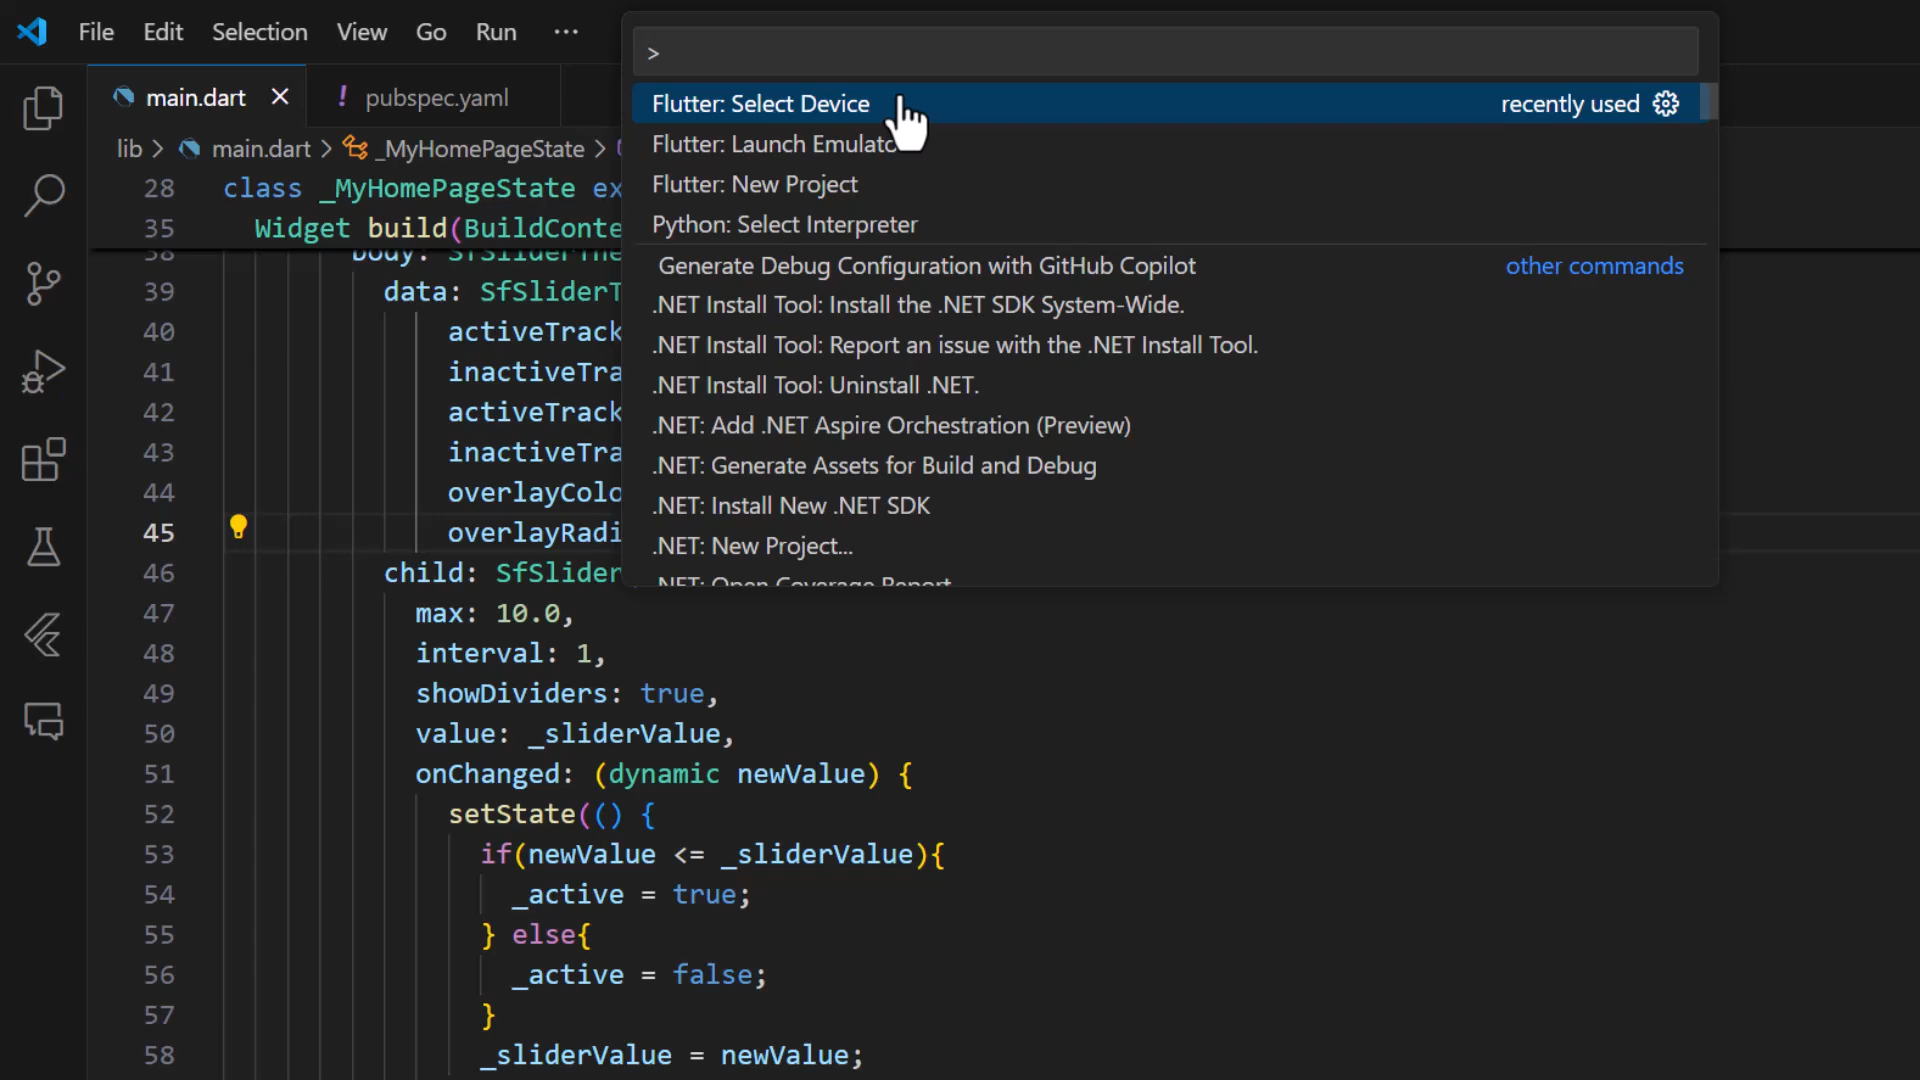 File Edit Selection View Go Run ···
>
main.dart
! pubspec.yaml
Flutter: Select Device recently used
Flutter: Launch Emulato
Flutter: New Project
Python: Select Interpreter
Generate Debug Configuration with GitHub Copilot other commands
.NET Install Tool: Install the .NET SDK System-Wide.
.NET Install Tool: Report an issue with the .NET Install Tool.
.NET Install Tool: Uninstall .NET.
.NET: Add .NET Aspire Orchestration (Preview)
.NET: Generate Assets for Build and Debug
.NET: Install New .NET SDK
.NET: New Project...
.NET: Open Coverage Report
lib > main.dart > _MyHomePageState >
28 class _MyHomePageState ex
35 Widget build(BuildConte
38 body: SfSliderThe
39 data: SfSliderT
40 activeTrack
41 inactiveTra
42 activeTrack
43 inactiveTra
44 overlayColo
45 overlayRadi
46 child: SfSlider
47 max: 10.0,
48 interval: 1,
49 showDividers: true,
50 value: _sliderValue,
51 onChanged: (dynamic newValue) {
52 setState(() {
53 if(newValue <= _sliderValue){
54 _active = true;
55 } else{
56 _active = false;
57 }
58 _sliderValue = newValue;